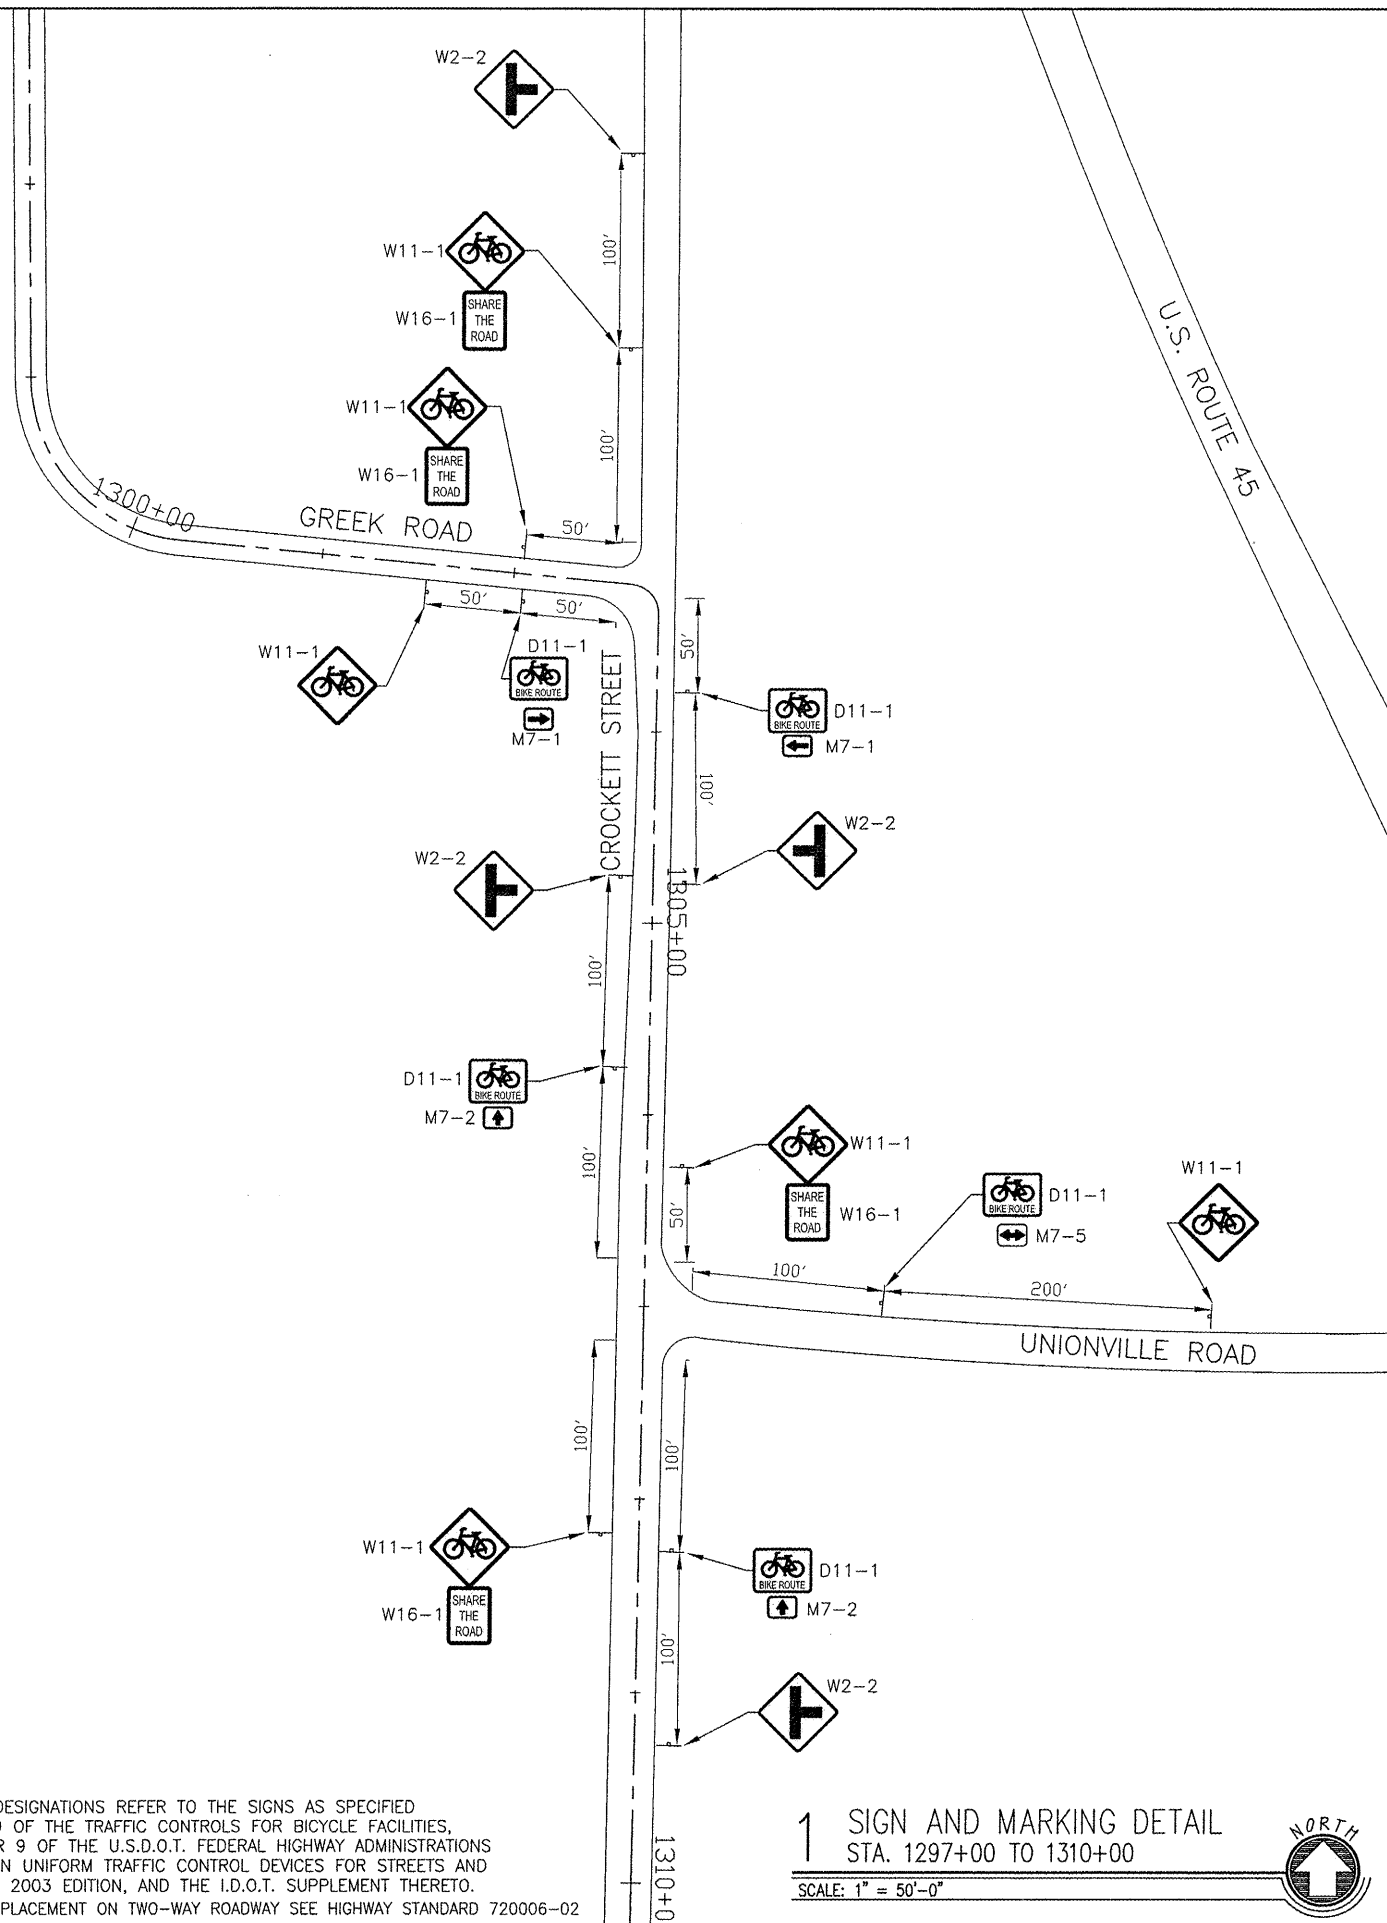 W2-2
100'
W11-1
SHARE
THE
ROAD
W16-1
100'
W11-1
SHARE
THE
ROAD
W16-1
U.S. ROUTE 45
1300+00
GREEK ROAD
50'
50'
50'
50'
W11-1
D11-1
BIKE ROUTE
M7-1
CROCKETT STREET
BIKE ROUTE
D11-1
M7-1
100'
W2-2
W2-2
1305+00
100'
D11-1
BIKE ROUTE
M7-2
100'
W11-1
SHARE
THE
ROAD
W16-1
50'
BIKE ROUTE
D11-1
M7-5
W11-1
100'
200'
UNIONVILLE ROAD
100'
100'
W11-1
SHARE
THE
ROAD
W16-1
BIKE ROUTE
D11-1
M7-2
100'
W2-2
1310+0
DESIGNATIONS REFER TO THE SIGNS AS SPECIFIED
OF THE TRAFFIC CONTROLS FOR BICYCLE FACILITIES,
R 9 OF THE U.S.D.O.T. FEDERAL HIGHWAY ADMINISTRATIONS
N UNIFORM TRAFFIC CONTROL DEVICES FOR STREETS AND
2003 EDITION, AND THE I.D.O.T. SUPPLEMENT THERETO.
PLACEMENT ON TWO-WAY ROADWAY SEE HIGHWAY STANDARD 720006-02
1 SIGN AND MARKING DETAIL
STA. 1297+00 TO 1310+00
SCALE: 1" = 50'-0"
NORTH